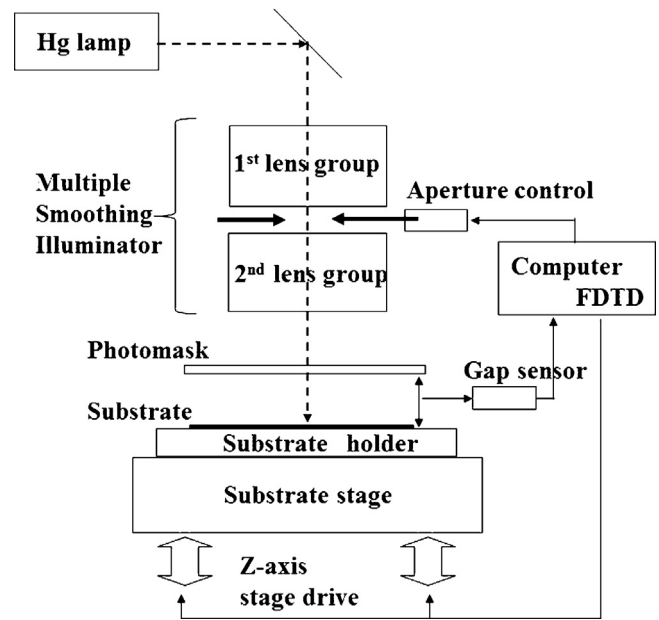 Hg lamp
1st lens group
Multiple
Smoothing
Illuminator
Aperture control
2nd lens group
Computer
FDTD
Photomask
Gap sensor
Substrate
Substrate holder
Substrate stage
Z-axis
stage drive